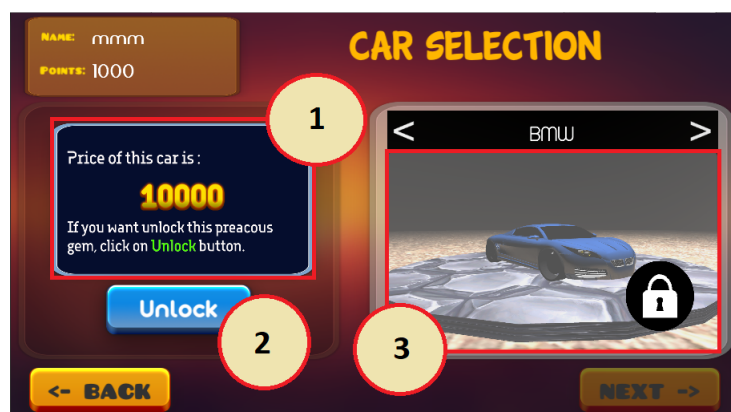 NAME: mmm
POINTS: 1000
CAR SELECTION
1
Price of this car is :
10000
If you want unlock this preacous
gem, click on Unlock button.
Unlock
2
< BMW >
3
<- BACK
NEXT ->